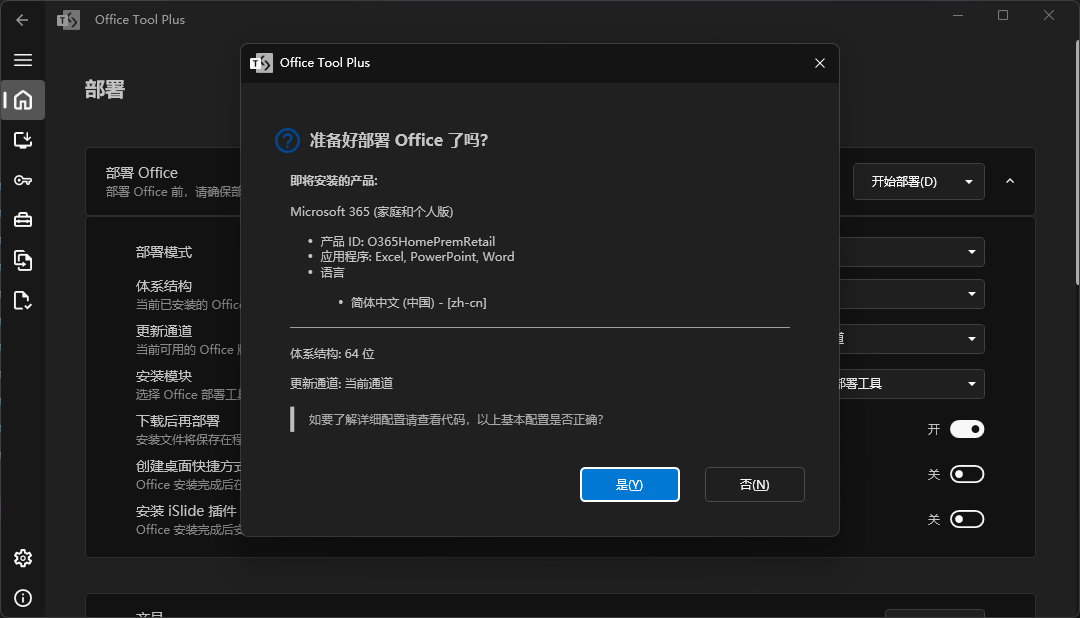 Office Tool Plus
部署
Office Tool Plus
准备好部署 Office 了吗?
即将安装的产品:
Microsoft 365 (家庭和个人版)
• 产品 ID: O365HomePremRetail
• 应用程序: Excel, PowerPoint, Word
• 语言
• 简体中文 (中国) - [zh-cn]
体系结构: 64 位
更新通道: 当前通道
如要了解详细配置请查看代码，以上基本配置是否正确?
是(Y)
否(N)
部署 Office
部署 Office 前，请确保部
开始部署(D)
部署模式
体系结构
当前已安装的 Office
更新通道
当前可用的 Office
道
安装模块
选择 Office 部署工具
部署工具
下载后再部署
安装文件将保存在程
开
创建桌面快捷方式
Office 安装完成后在
关
安装 iSlide 插件
Office 安装完成后安
关